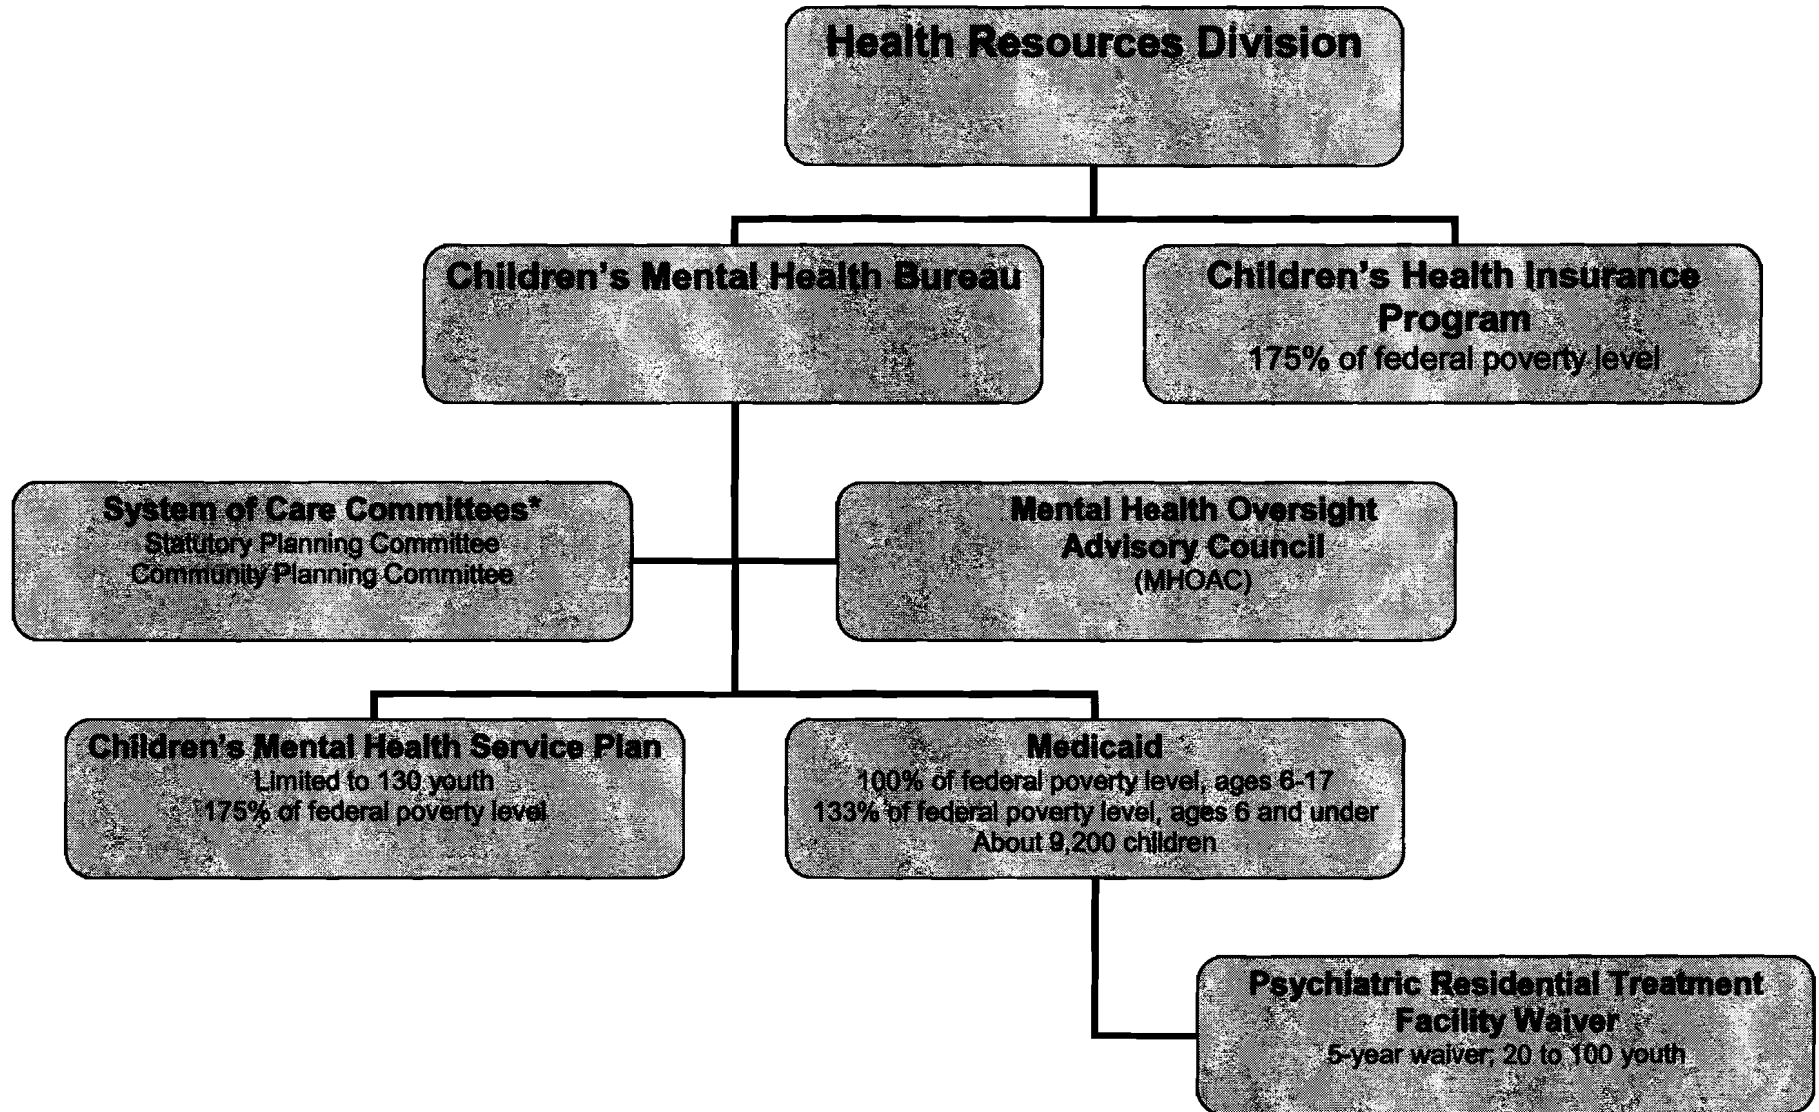 Health Resources Division
Children's Mental Health Bureau
Children's Health Insurance
Program
175% of federal poverty level
System of Care Committees*
Statutory Planning Committee
Community Planning Committee
Mental Health Oversight
Advisory Council
(MHOAC)
Children's Mental Health Service Plan
Limited to 130 youth
175% of federal poverty level
Medicaid
100% of federal poverty level, ages 6-17
133% of federal poverty level, ages 6 and under
About 9,200 children
Psychiatric Residential Treatment
Facility Waiver
5-year waiver; 20 to 100 youth